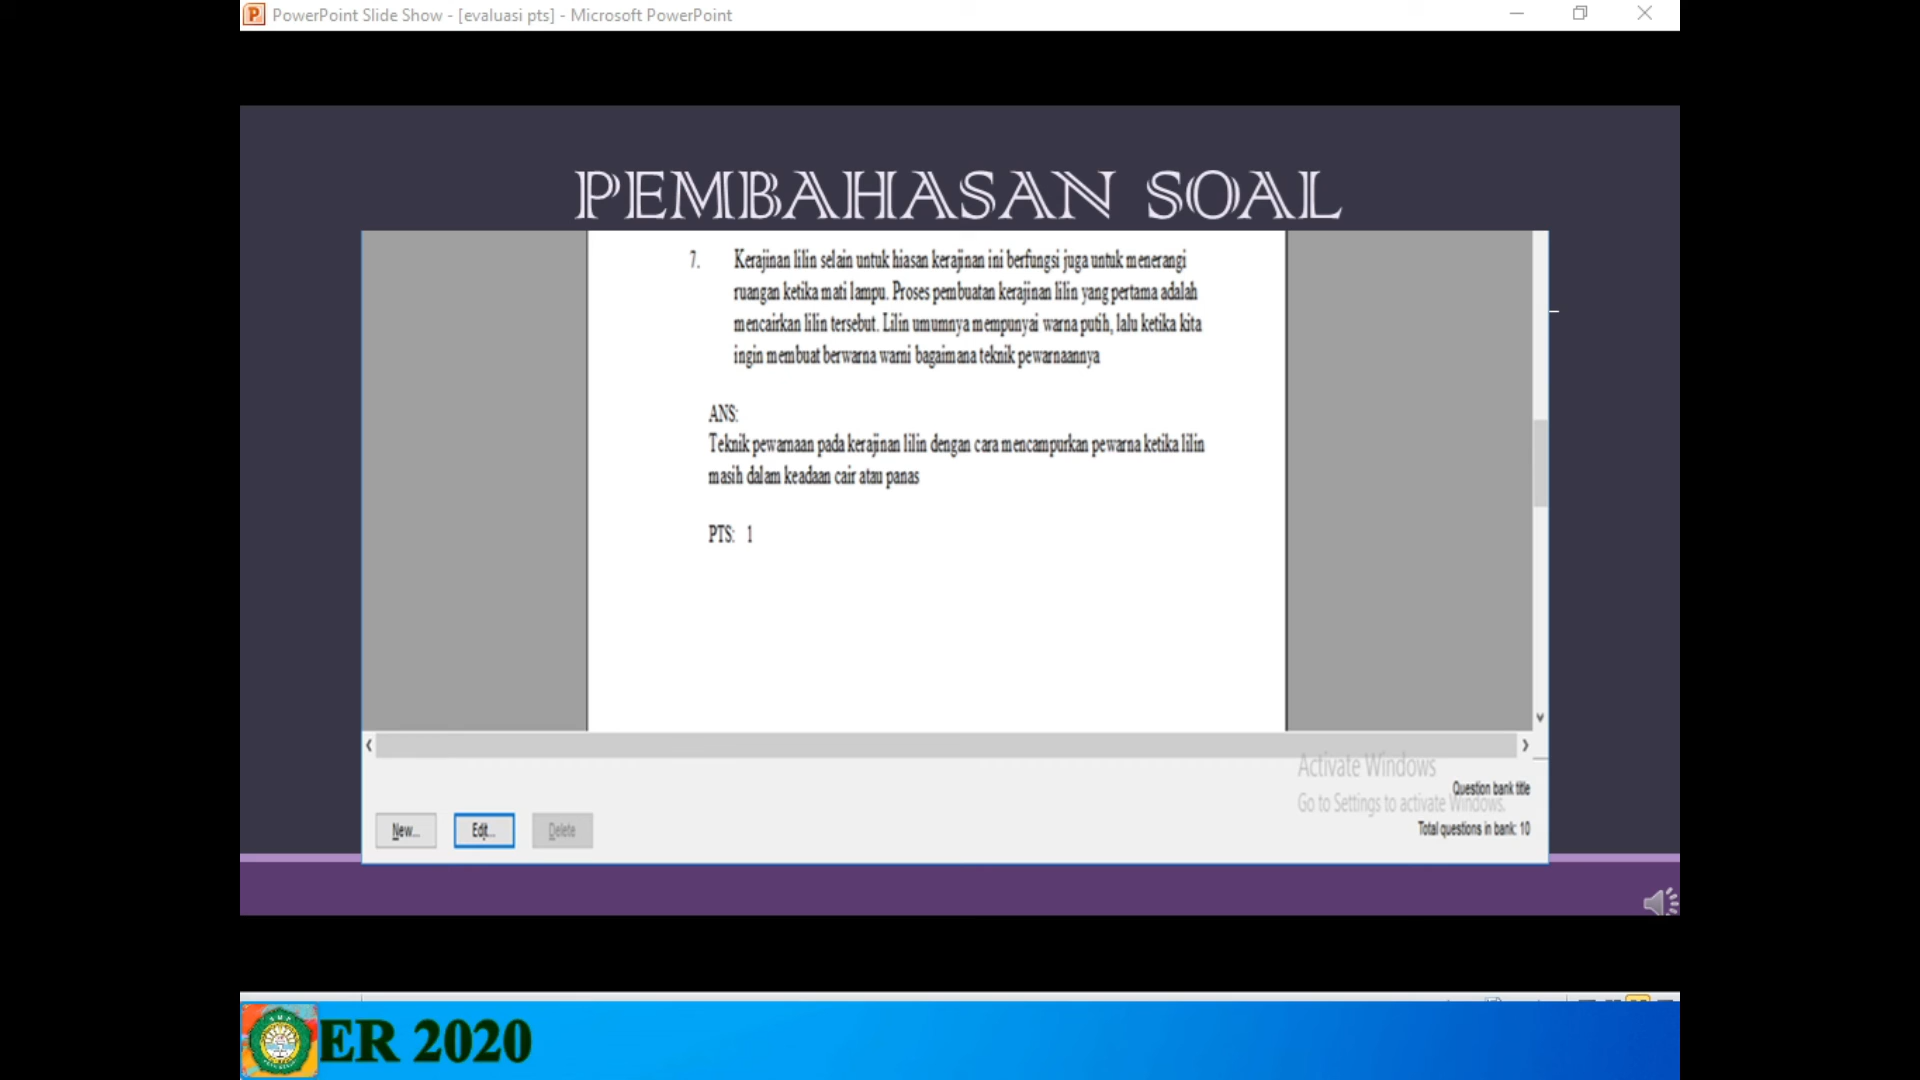 PowerPoint Slide Show - [evaluasi pts] - Microsoft PowerPoint
PEMBAHASAN SOAL
7. Kerajinan lilin selain untuk hiasan kerajinan ini berfungsi juga untuk menerangi
ruangan ketika mati lampu. Proses pembuatan kerajinan lilin yang pertama adalah
mencairkan lilin tersebut. Lilin umumnya mempunyai warna putih, lalu ketika kita
ingin membuat berwarna warni bagaimana teknik pewarnaannya
ANS:
Teknik pewarnaan pada kerajinan lilin dengan cara mencampurkan pewarna ketika lilin
masih dalam keadaan cair atau panas
PTS: 1
Activate Windows
Question bank title
Go to Settings to activate Windows.
Total questions in bank: 10
New... Edit... Delete
ER 2020